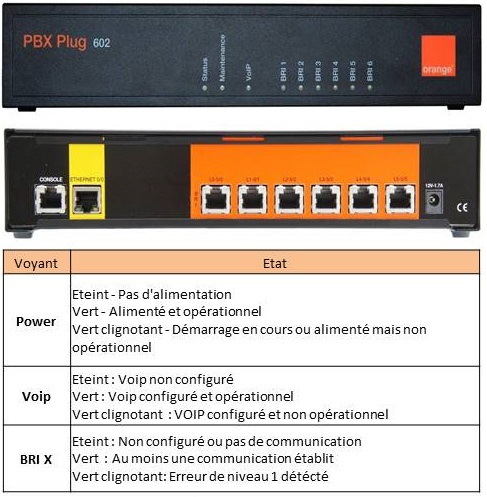 PBX Plug 602
Status
Maintenance
VoIP
BRI 1
BRI 2
BRI 3
BRI 4
BRI 5
BRI 6
orange
CONSOLE
ETHERNET 0/0
12V-1.7A
CE
Voyant Etat
Power
Eteint - Pas d'alimentation
Vert - Alimenté et opérationnel
Vert clignotant - Démarrage en cours ou alimenté mais non
opérationnel
Voip
Eteint : Voip non configuré
Vert : Voip configuré et opérationnel
Vert clignotant : VOIP configuré et non opérationnel
BRI X
Eteint : Non configuré ou pas de communication
Vert : Au moins une communication établit
Vert clignotant: Erreur de niveau 1 détécté